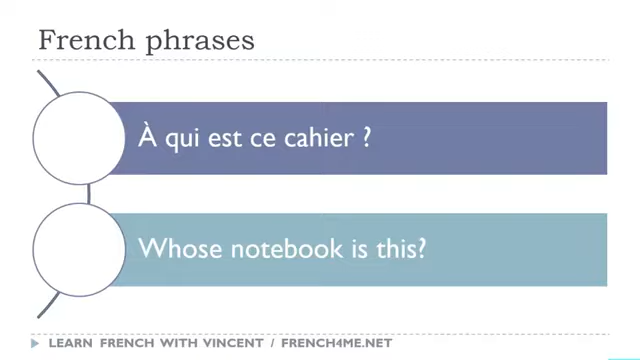 French phrases
À qui est ce cahier ?
Whose notebook is this?
LEARN FRENCH WITH VINCENT / FRENCH4ME.NET